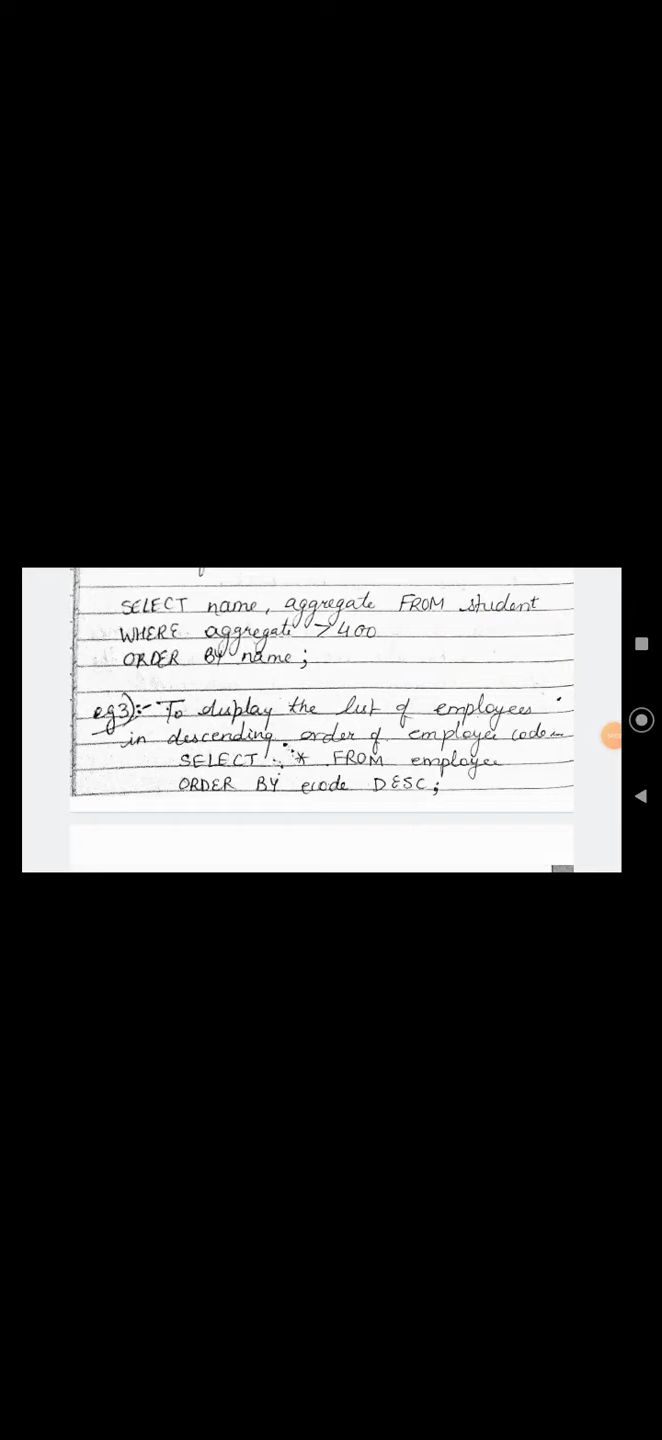 SELECT name, aggregate FROM student
WHERE aggregate >400
ORDER BY name;
eg3):- To display the list of employees
in descending order of employee code
SELECT * FROM employee
ORDER BY ecode DESC;